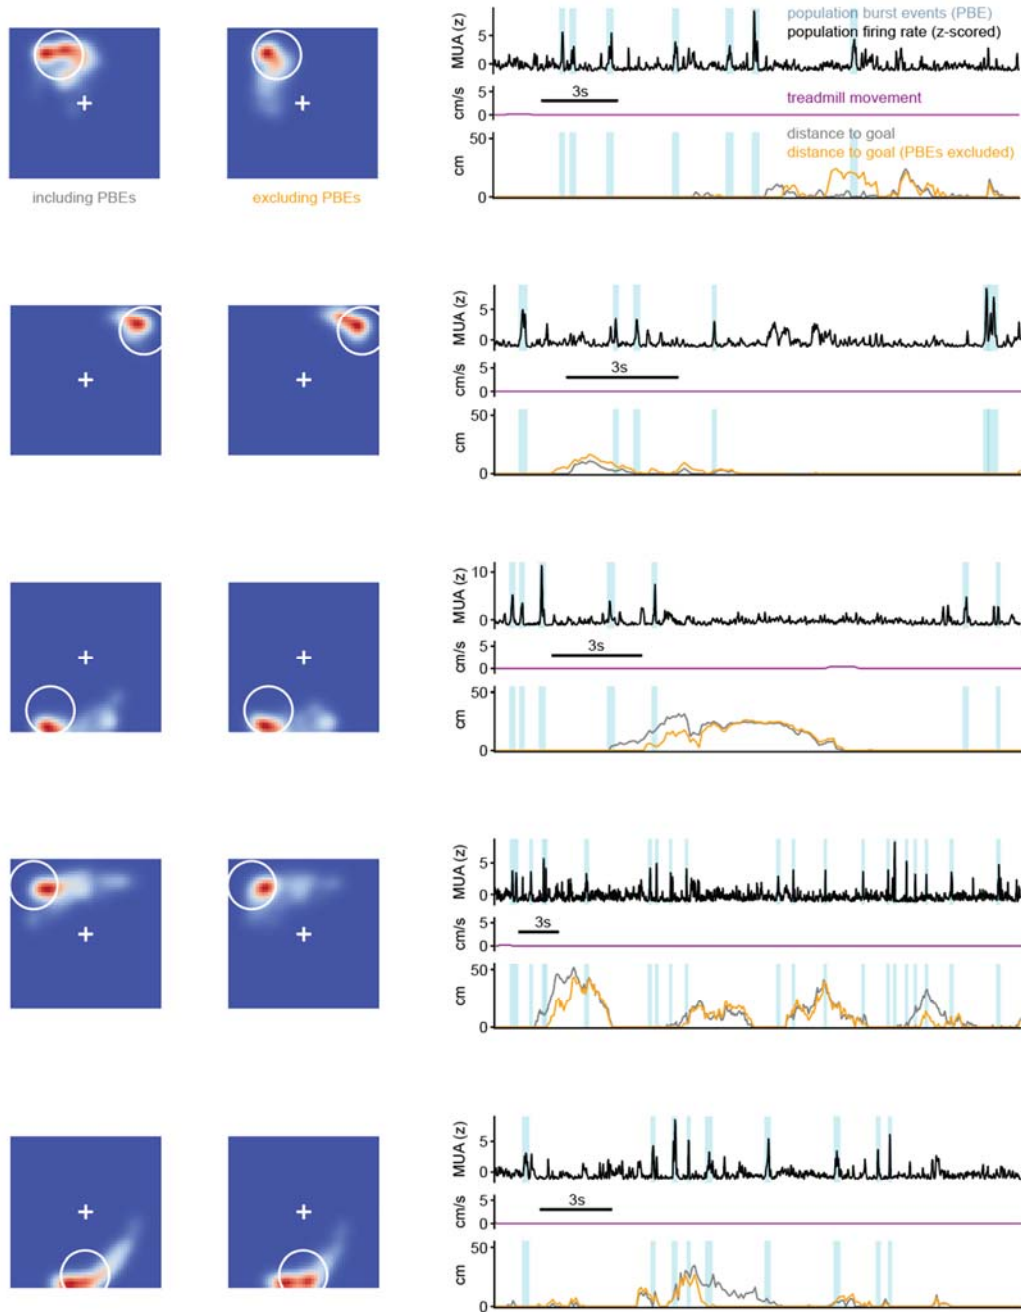 population burst events (PBE)
population firing rate (z-scored)
MUA (z)
5
0
cm/s
5
0
3s
treadmill movement
cm
50
0
distance to goal
distance to goal (PBEs excluded)
including PBEs
excluding PBEs
MUA (z)
5
0
cm/s
5
0
3s
cm
50
0
MUA (z)
10
0
cm/s
5
0
3s
cm
50
0
MUA (z)
5
0
cm/s
5
0
3s
cm
50
0
MUA (z)
5
0
cm/s
5
0
3s
cm
50
0